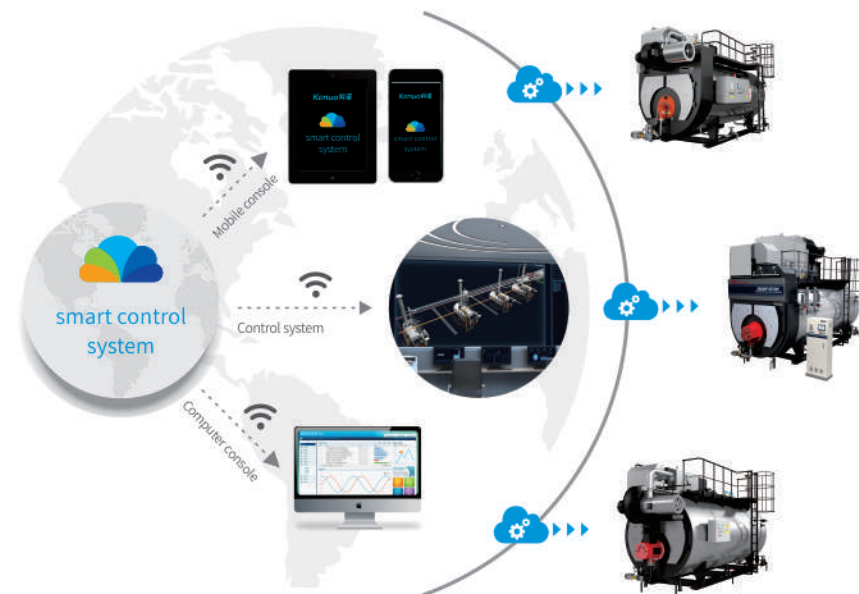 Kenuo科诺
smart control
system
Kenuo科诺
smart control
system
Mobile console
smart control
system
Control system
Computer console